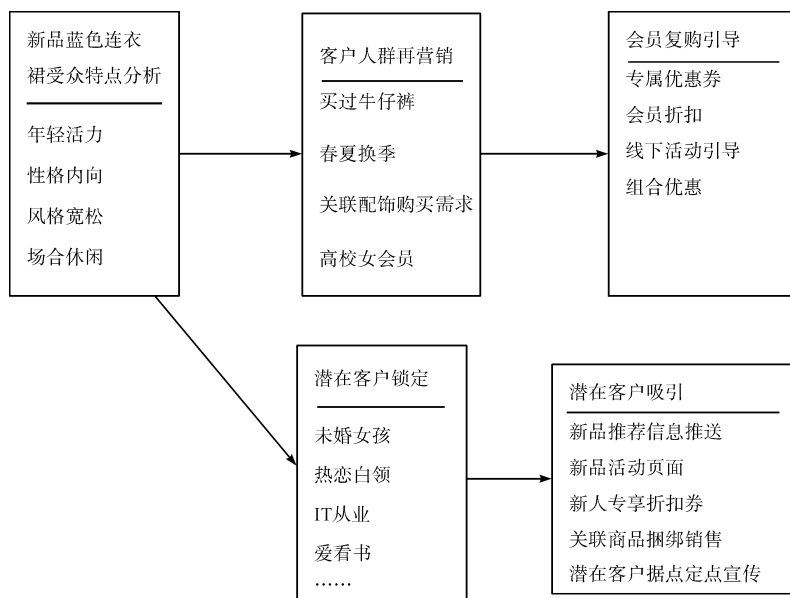 新品蓝色连衣
裙受众特点分析
年轻活力
性格内向
风格宽松
场合休闲
客户人群再营销
买过牛仔裤
春夏换季
关联配饰购买需求
高校女会员
会员复购引导
专属优惠券
会员折扣
线下活动引导
组合优惠
潜在客户锁定
未婚女孩
热恋白领
IT从业
爱看书
……
潜在客户吸引
新品推荐信息推送
新品活动页面
新人专享折扣券
关联商品捆绑销售
潜在客户据点定点宣传